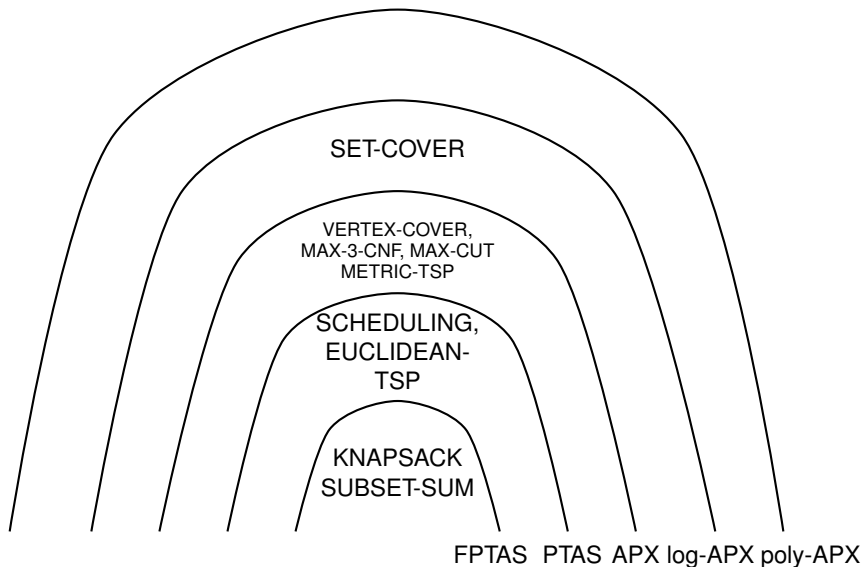 SET-COVER
VERTEX-COVER,
MAX-3-CNF, MAX-CUT
METRIC-TSP
SCHEDULING,
EUCLIDEAN-
TSP
KNAPSACK
SUBSET-SUM
FPTAS PTAS APX log-APX poly-APX